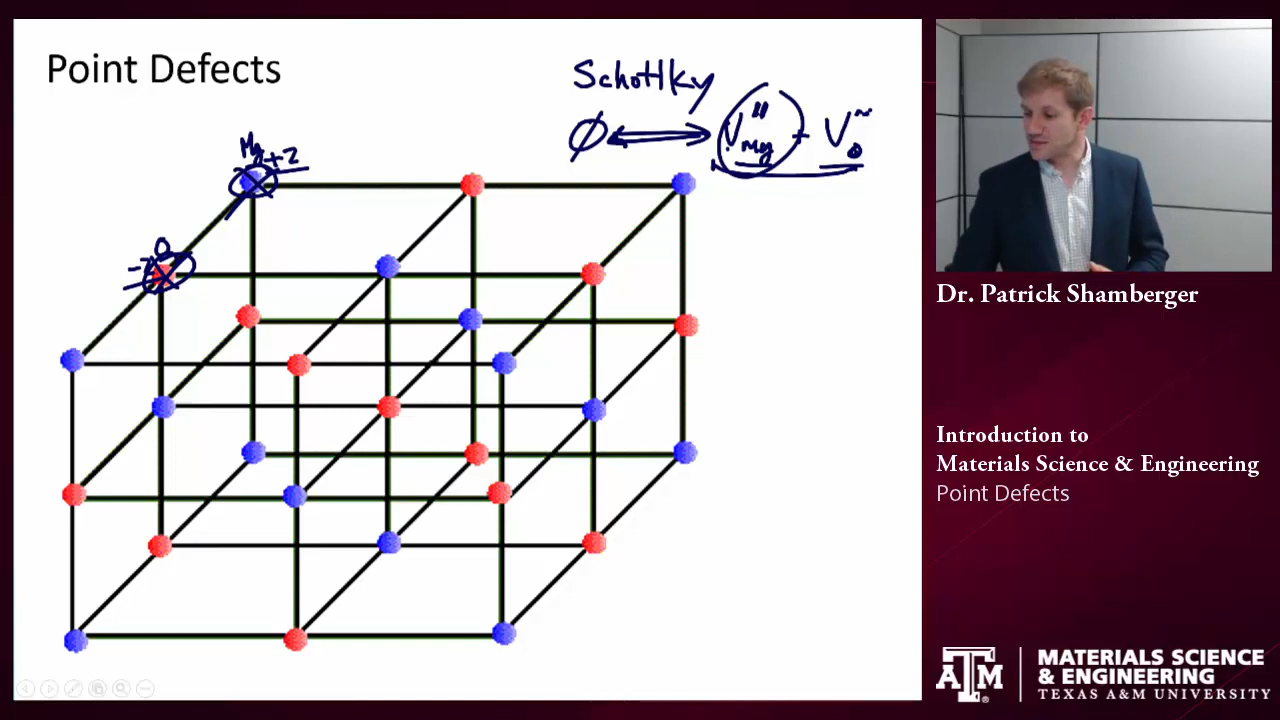 Point Defects
Schottky
∅ ⟷ V''Mg + V¨O
Mg +2
O -2
Dr. Patrick Shamberger
Introduction to
Materials Science & Engineering
Point Defects
ATM
MATERIALS SCIENCE
& ENGINEERING
TEXAS A&M UNIVERSITY